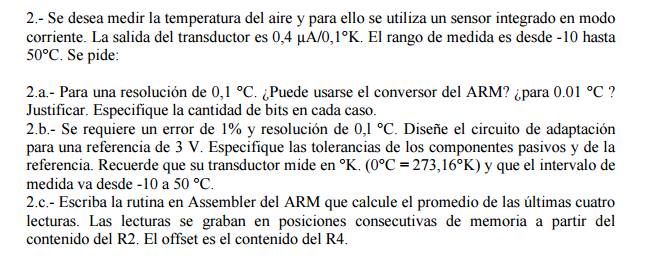 2.- Se desea medir la temperatura del aire y para ello se utiliza un sensor integrado en modo
corriente. La salida del transductor es 0,4 µA/0,1°K. El rango de medida es desde -10 hasta
50°C. Se pide:
2.a.- Para una resolución de 0,1 °C. ¿Puede usarse el conversor del ARM? ¿para 0.01 °C ?
Justificar. Especifique la cantidad de bits en cada caso.
2.b.- Se requiere un error de 1% y resolución de 0,1 °C. Diseñe el circuito de adaptación
para una referencia de 3 V. Especifique las tolerancias de los componentes pasivos y de la
referencia. Recuerde que su transductor mide en °K. (0°C = 273,16°K) y que el intervalo de
medida va desde -10 a 50 °C.
2.c.- Escriba la rutina en Assembler del ARM que calcule el promedio de las últimas cuatro
lecturas. Las lecturas se graban en posiciones consecutivas de memoria a partir del
contenido del R2. El offset es el contenido del R4.